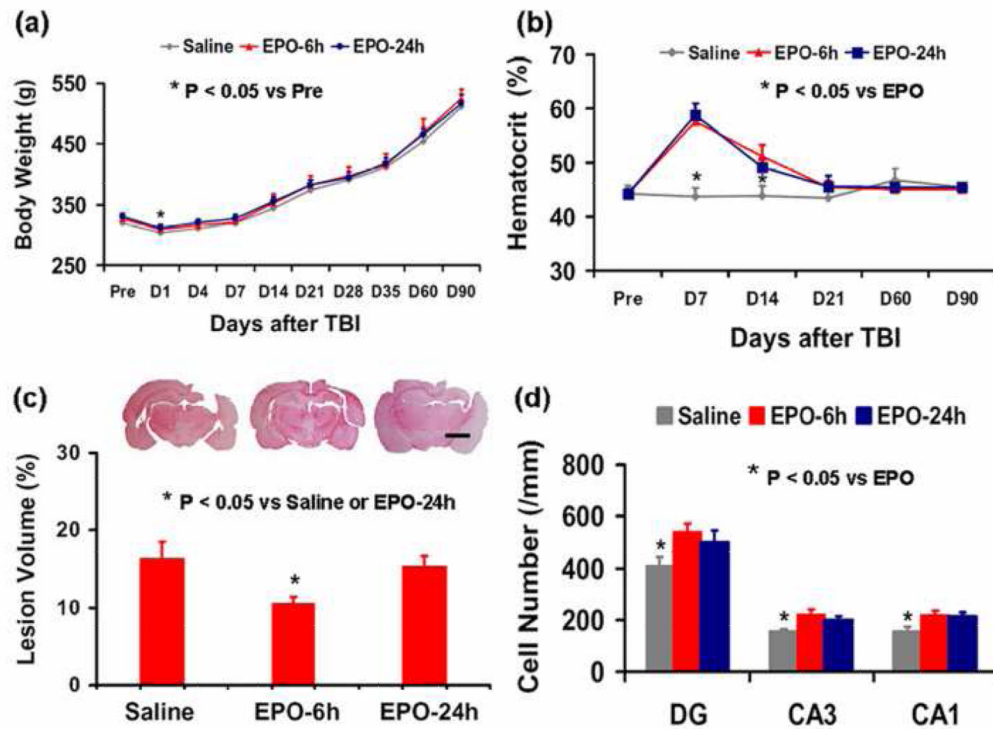 (a)
Saline EPO-6h EPO-24h
* P < 0.05 vs Pre
Body Weight (g)
550
450
350
250
*
Pre D1 D4 D7 D14 D21 D28 D35 D60 D90
Days after TBI
(b)
Saline EPO-6h EPO-24h
* P < 0.05 vs EPO
Hematocrit (%)
70
60
50
40
30
* *
Pre D7 D14 D21 D60 D90
Days after TBI
(c)
* P < 0.05 vs Saline or EPO-24h
Lesion Volume (%)
30
20
10
0
*
Saline EPO-6h EPO-24h
(d)
Saline EPO-6h EPO-24h
* P < 0.05 vs EPO
Cell Number (/mm)
800
600
400
200
0
* * *
DG CA3 CA1